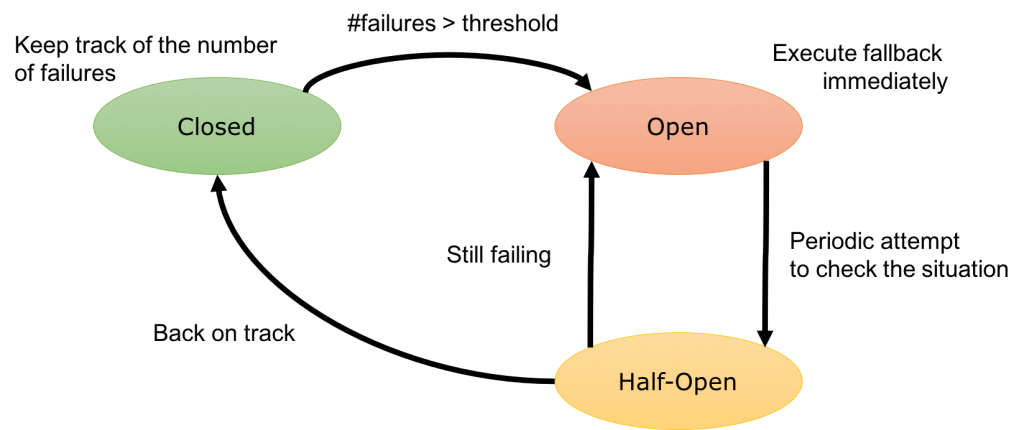 #failures > threshold
Keep track of the number
of failures
Execute fallback
immediately
Closed
Open
Still failing
Periodic attempt
to check the situation
Back on track
Half-Open